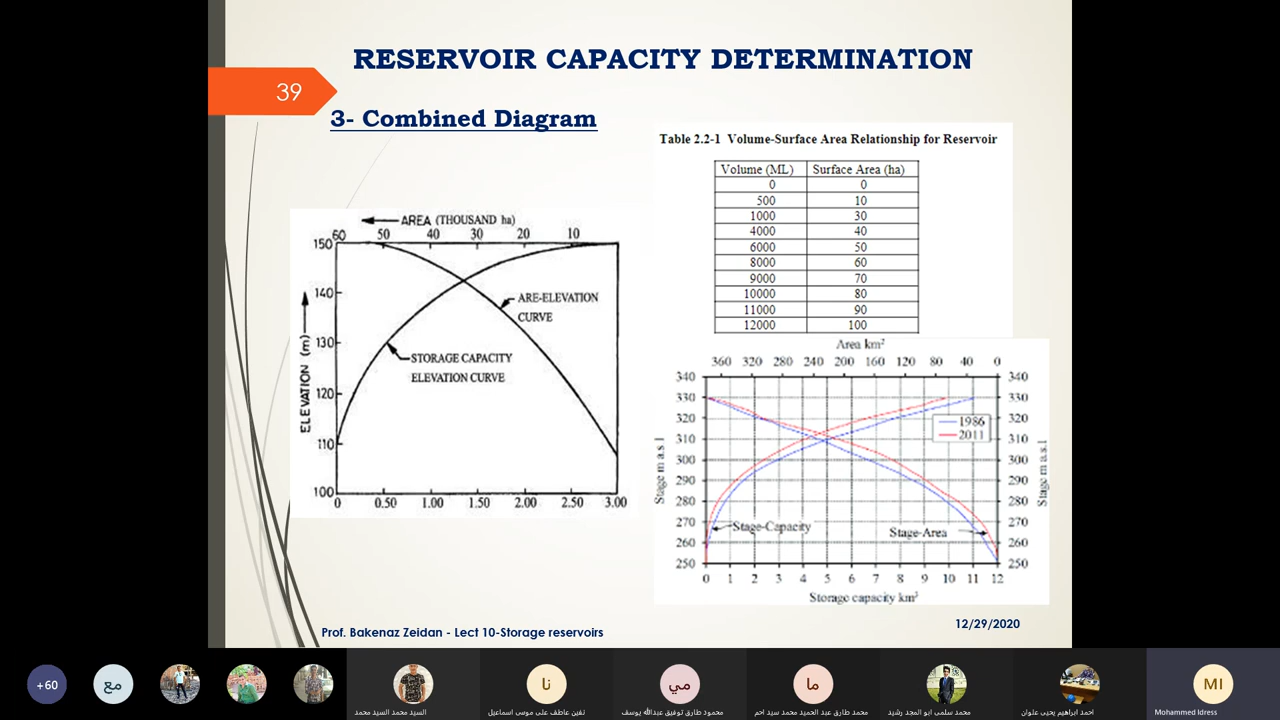 RESERVOIR CAPACITY DETERMINATION
39
3- Combined Diagram
Table 2.2-1 Volume-Surface Area Relationship for Reservoir
Volume (ML) Surface Area (ha)
0 0
500 10
1000 30
4000 40
6000 50
8000 60
9000 70
10000 80
11000 90
12000 100
AREA (THOUSAND ha)
60 50 40 30 20 10
150
140
130
120
110
100
ELEVATION (m)
ARE-ELEVATION
CURVE
STORAGE CAPACITY
ELEVATION CURVE
0 0.50 1.00 1.50 2.00 2.50 3.00
Area km²
360 320 280 240 200 160 120 80 40 0
340 340
330 330
320 320
310 310
300 300
290 290
280 280
270 270
260 260
250 250
Stage m a.s.l
Stage m a.s.l
1986
2011
Stage-Capacity
Stage-Area
0 1 2 3 4 5 6 7 8 9 10 11 12
Storage capacity km³
Prof. Bakenaz Zeidan - Lect 10-Storage reservoirs
12/29/2020
+60
مع
نا
مي
ما
MI
السيد محمد السيد محمد
تقين عاطف على موسى اسماعيل
محمود طارق توفيق عبدالله يوسف
محمد طارق عبد الحميد محمد سيد احم
محمد سلمى ابو المجد رشيد
احمد ابراهيم يحيى علوان
Mohammed Idress